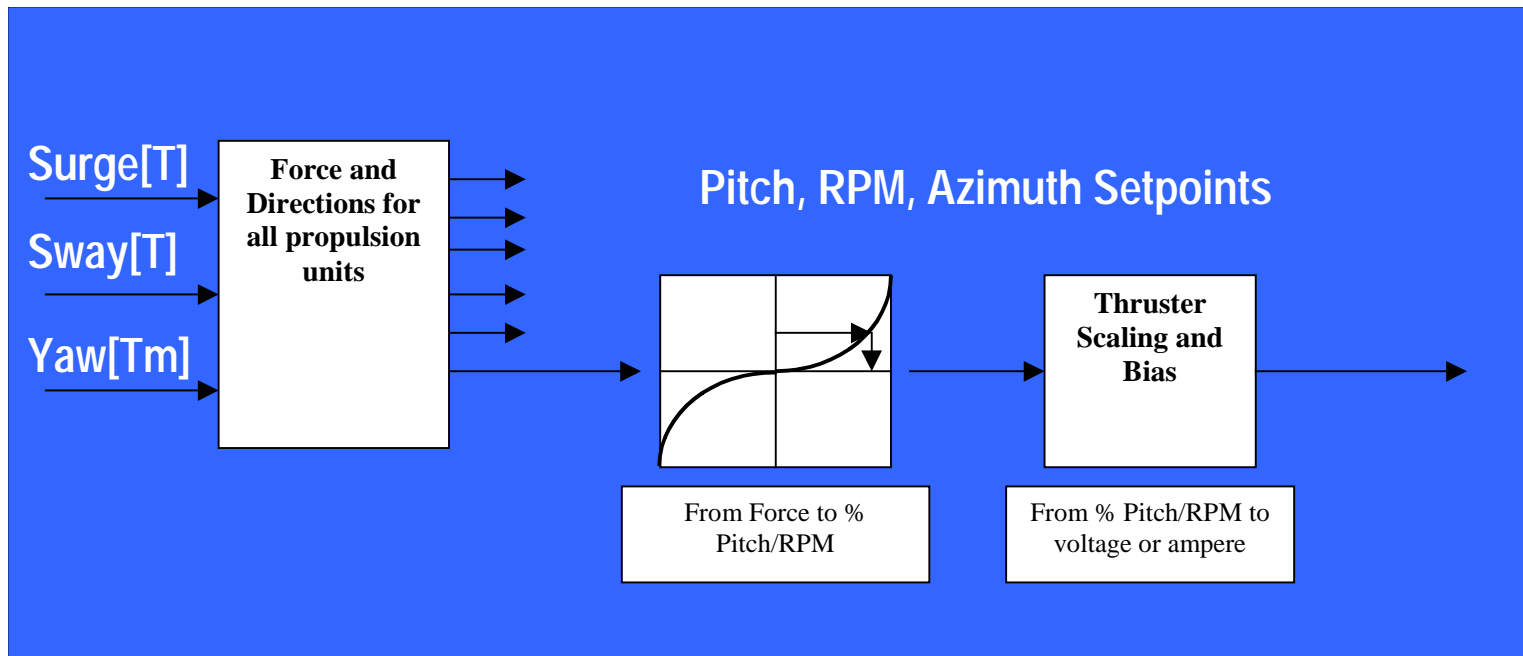 Surge[T]
Sway[T]
Yaw[Tm]
Force and
Directions for
all propulsion
units
Pitch, RPM, Azimuth Setpoints
Thruster
Scaling and
Bias
From Force to %
Pitch/RPM
From % Pitch/RPM to
voltage or ampere